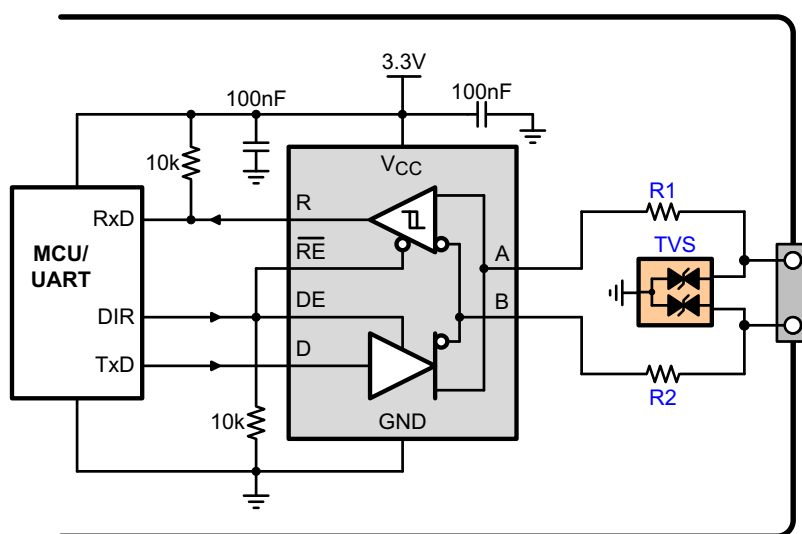 3.3V
100nF
100nF
10k
VCC
R1
RxD
R
TVS
MCU/
UART
RE
A
DIR
DE
B
TxD
D
10k
GND
R2